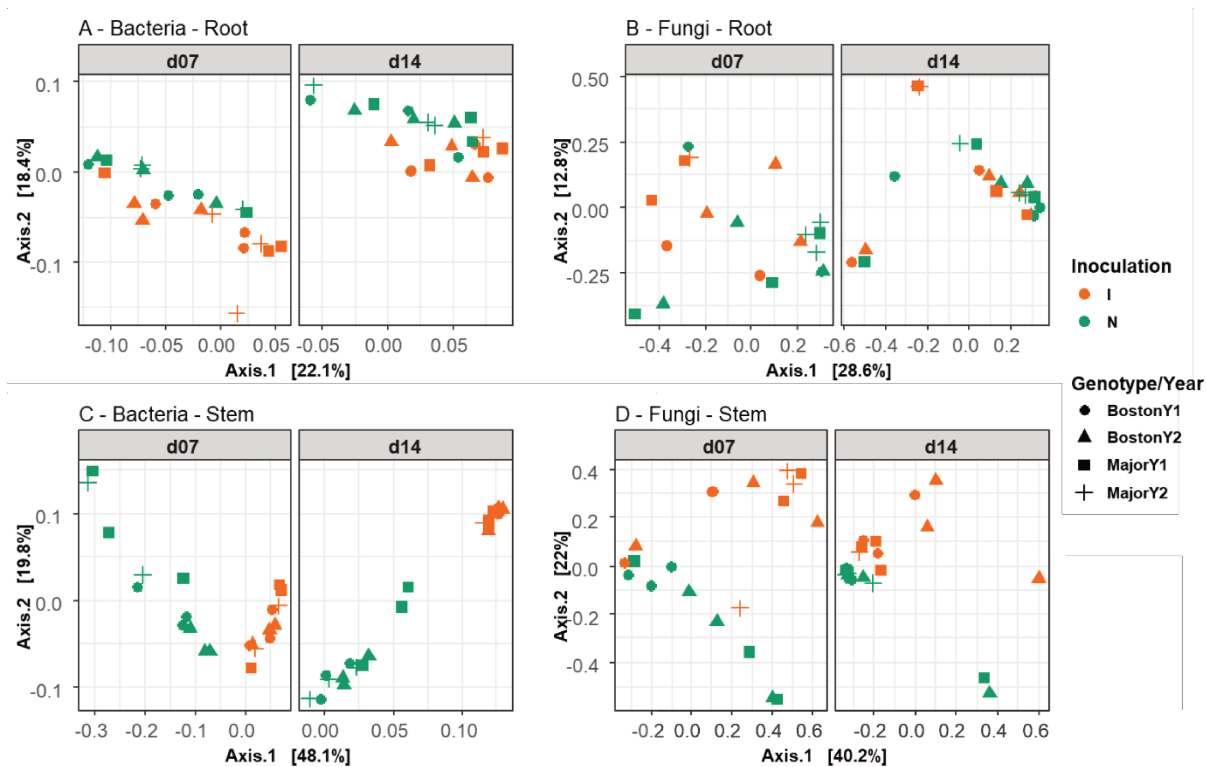 A - Bacteria - Root
d07
d14
0.1
0.0
-0.1
Axis.2 [18.4%]
-0.10
-0.05
0.00
0.05
-0.05
0.00
0.05
Axis.1 [22.1%]
B - Fungi - Root
d07
d14
0.50
0.25
0.00
-0.25
Axis.2 [12.8%]
-0.4
-0.2
0.0
0.2
-0.6
-0.4
-0.2
0.0
0.2
Axis.1 [28.6%]
Inoculation
I
N
Genotype/Year
BostonY1
BostonY2
MajorY1
MajorY2
C - Bacteria - Stem
d07
d14
0.1
0.0
-0.1
Axis.2 [19.8%]
-0.3
-0.2
-0.1
0.0
0.00
0.05
0.10
Axis.1 [48.1%]
D - Fungi - Stem
d07
d14
0.4
0.2
0.0
-0.2
-0.4
Axis.2 [22%]
-0.2
0.0
0.2
0.4
0.6
-0.2
0.0
0.2
0.4
0.6
Axis.1 [40.2%]